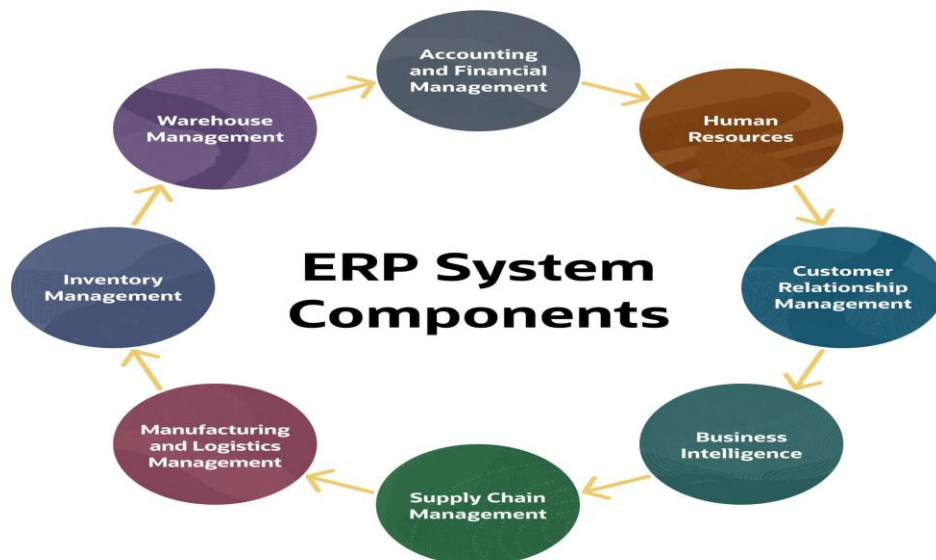 Accounting
and Financial
Management
Human
Resources
Customer
Relationship
Management
Business
Intelligence
Supply Chain
Management
Manufacturing
and Logistics
Management
Inventory
Management
Warehouse
Management
ERP System
Components